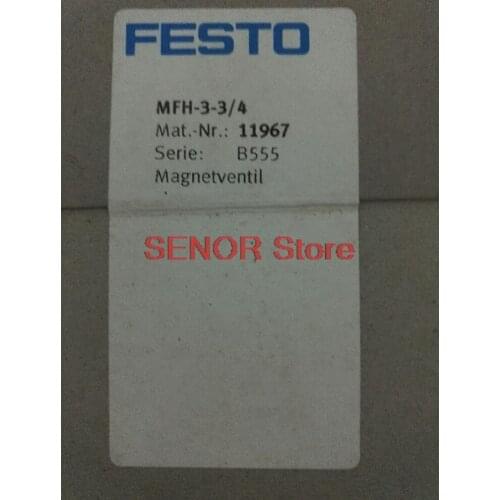 FESTO
MFH-3-3/4
Mat.-Nr.: 11967
Serie: B555
Magnetventil
SENOR Store